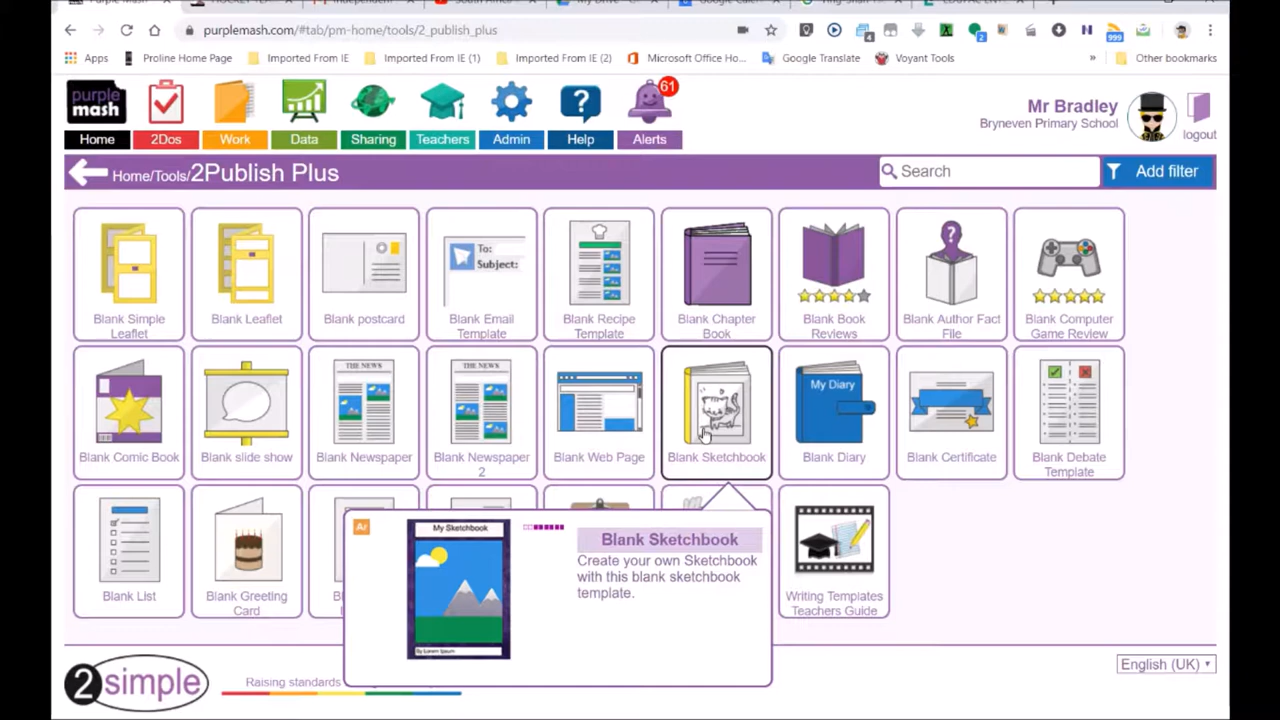 purplemash.com/#tab/pm-home/tools/2_publish_plus
Apps
Proline Home Page
Imported From IE
Imported From IE (1)
Imported From IE (2)
Microsoft Office Ho...
Google Translate
Voyant Tools
»
Other bookmarks
purple
mash
61
Home
2Dos
Work
Data
Sharing
Teachers
Admin
Help
Alerts
Mr Bradley
Bryneven Primary School
logout
Home/Tools/2Publish Plus
Search
Add filter
To:
Subject:
Blank Simple
Leaflet
Blank Leaflet
Blank postcard
Blank Email
Template
Blank Recipe
Template
Blank Chapter
Book
Blank Book
Reviews
Blank Author Fact
File
Blank Computer
Game Review
THE NEWS
THE NEWS
My Diary
Blank Comic Book
Blank slide show
Blank Newspaper
Blank Newspaper
2
Blank Web Page
Blank Sketchbook
Blank Diary
Blank Certificate
Blank Debate
Template
Blank List
Blank Greeting
Card
Writing Templates
Teachers Guide
Ar
My Sketchbook
By Lorem Ipsum
Blank Sketchbook
Create your own Sketchbook
with this blank sketchbook
template.
2simple
Raising standards
English (UK)